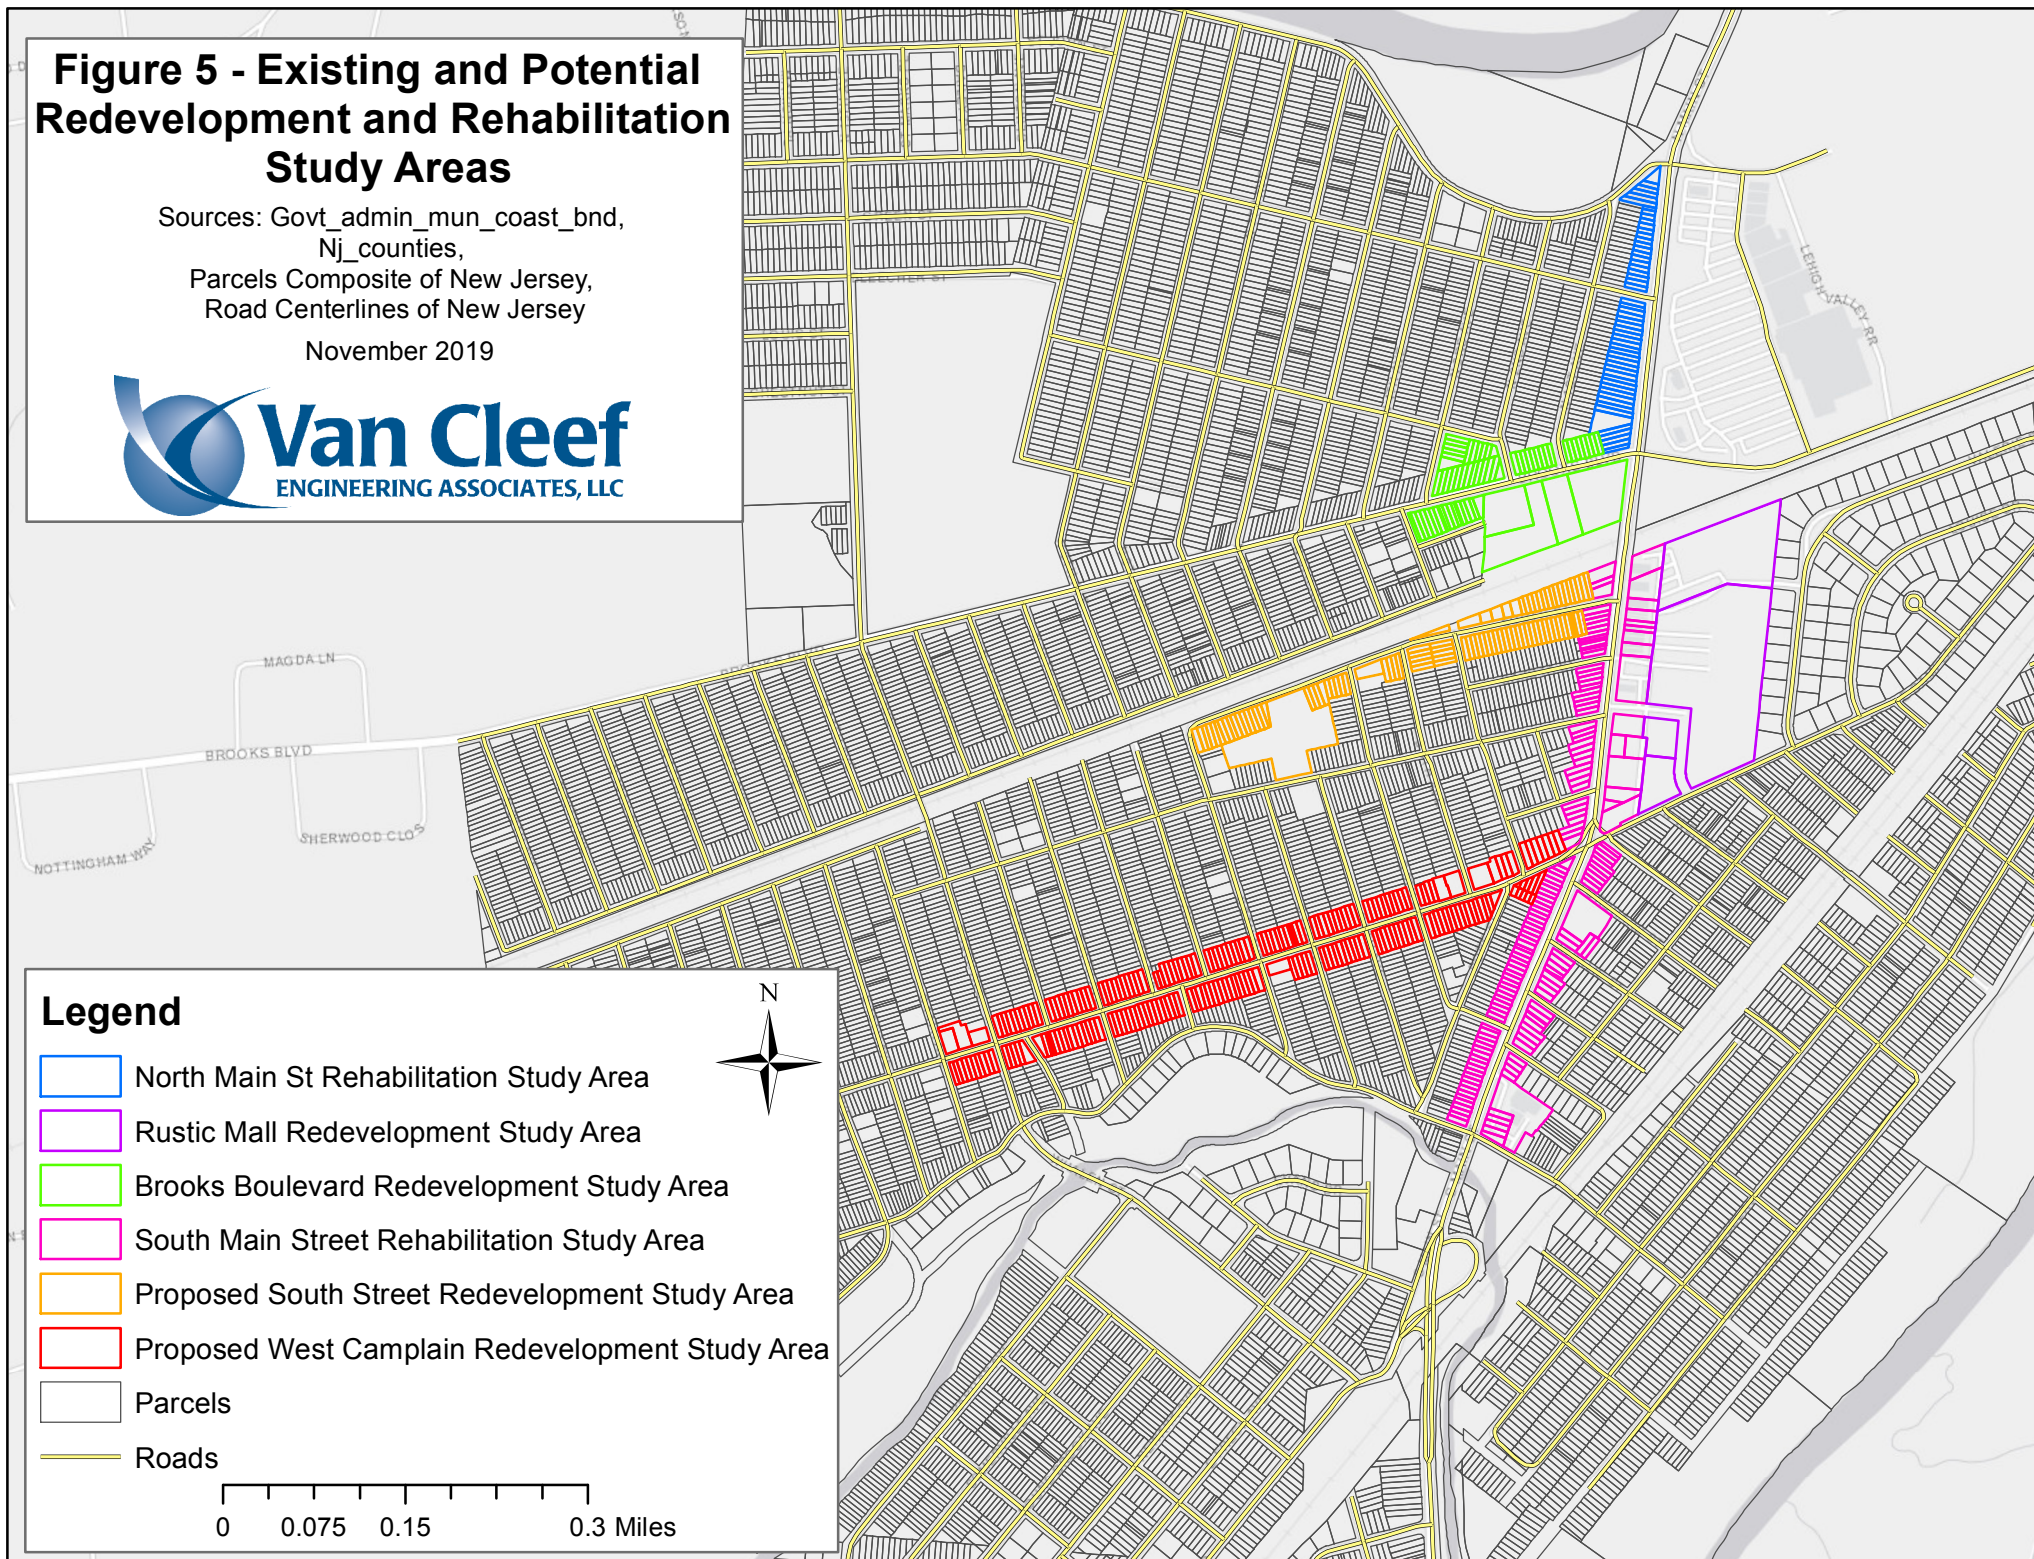 Figure 5 - Existing and Potential
Redevelopment and Rehabilitation
Study Areas
Sources: Govt_admin_mun_coast_bnd,
Nj_counties,
Parcels Composite of New Jersey,
Road Centerlines of New Jersey
November 2019
Van Cleef
ENGINEERING ASSOCIATES, LLC
LEHIGH VALLEY RR
MAGDA LN
BROOKS BLVD
SHERWOOD CLOS
NOTTINGHAM WAY
Legend
N
North Main St Rehabilitation Study Area
Rustic Mall Redevelopment Study Area
Brooks Boulevard Redevelopment Study Area
South Main Street Rehabilitation Study Area
Proposed South Street Redevelopment Study Area
Proposed West Camplain Redevelopment Study Area
Parcels
Roads
0 0.075 0.15 0.3 Miles